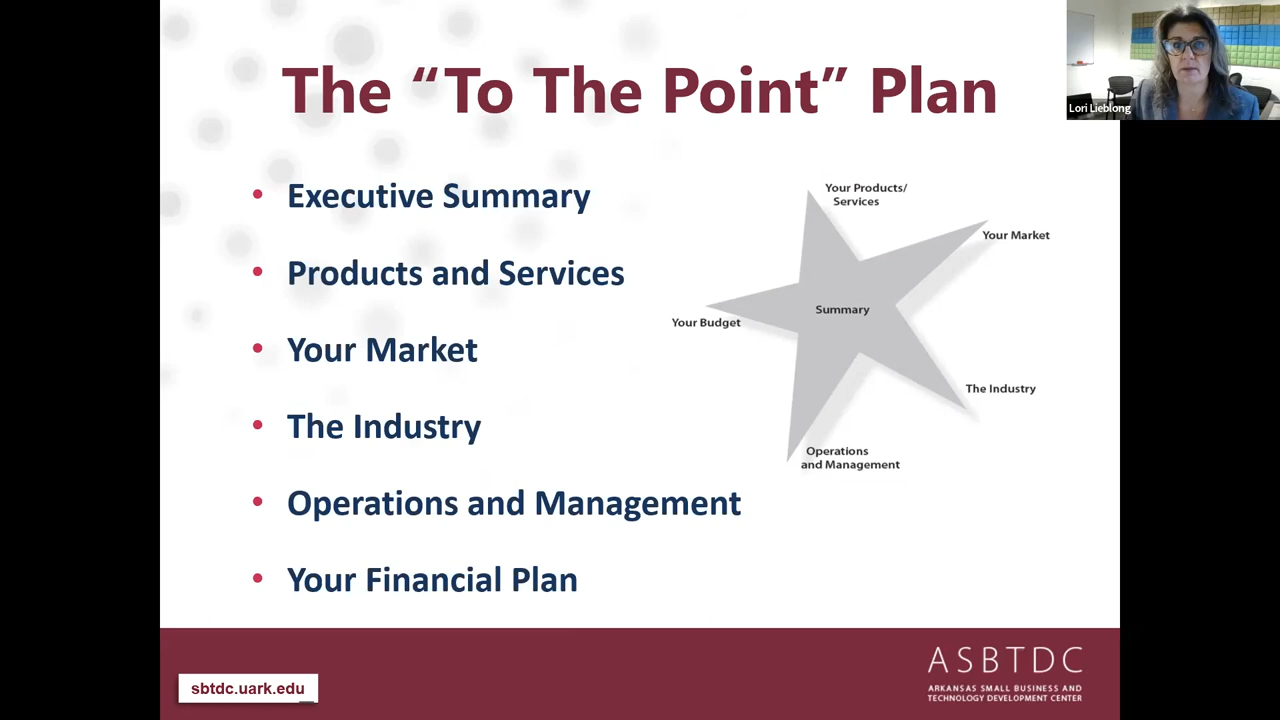 The “To The Point” Plan
Lori Lieblong
• Executive Summary
• Products and Services
• Your Market
• The Industry
• Operations and Management
• Your Financial Plan
Your Products/
Services
Your Market
Summary
Your Budget
The Industry
Operations
and Management
sbtdc.uark.edu
ASBTDC
ARKANSAS SMALL BUSINESS AND
TECHNOLOGY DEVELOPMENT CENTER